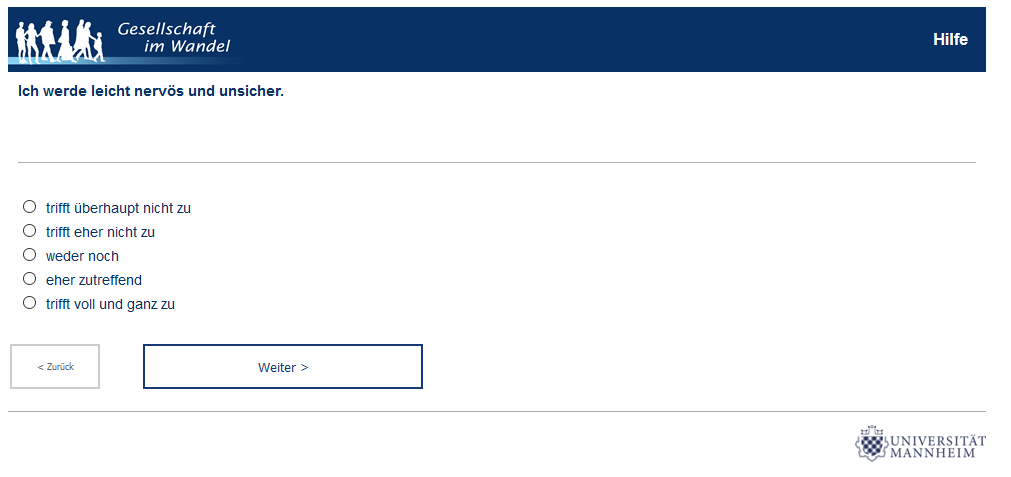 Gesellschaft
im Wandel
Hilfe
Ich werde leicht nervös und unsicher.
trifft überhaupt nicht zu
trifft eher nicht zu
weder noch
eher zutreffend
trifft voll und ganz zu
< Zurück
Weiter >
UNIVERSITÄT
MANNHEIM